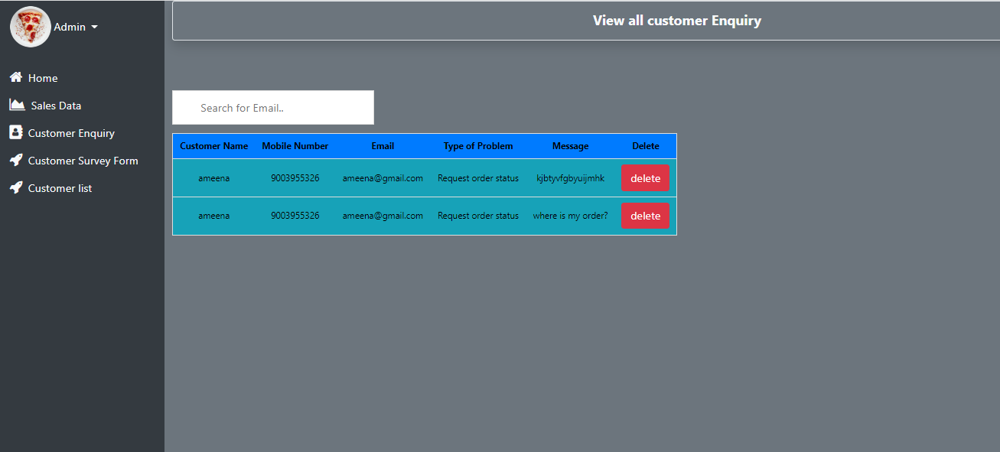 Admin
Home
Sales Data
Customer Enquiry
Customer Survey Form
Customer list
View all customer Enquiry
Search for Email..
Customer Name Mobile Number Email Type of Problem Message Delete
ameena 9003955326 ameena@gmail.com Request order status kjbtyvfgbyuijmhk delete
ameena 9003955326 ameena@gmail.com Request order status where is my order? delete